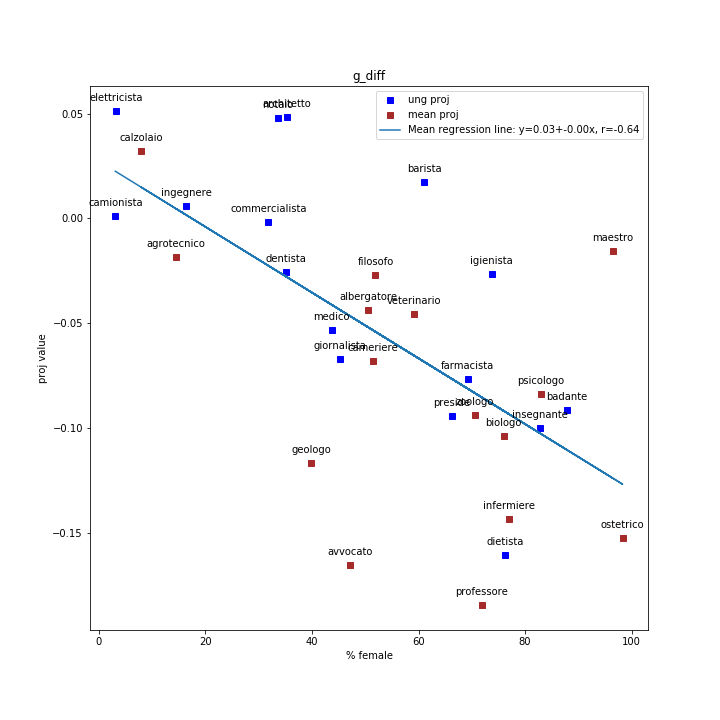 g_diff
ung proj
mean proj
Mean regression line: y=0.03+-0.00x, r=-0.64
elettricista
notaio
architetto
calzolaio
barista
ingegnere
camionista
commercialista
maestro
agrotecnico
dentista
filosofo
igienista
albergatore
veterinario
medico
giornalista
cameriere
farmacista
psicologo
badante
preside
zoologo
insegnante
biologo
geologo
infermiere
ostetrico
dietista
avvocato
professore
0.05
0.00
−0.05
−0.10
−0.15
proj value
0
20
40
60
80
100
% female